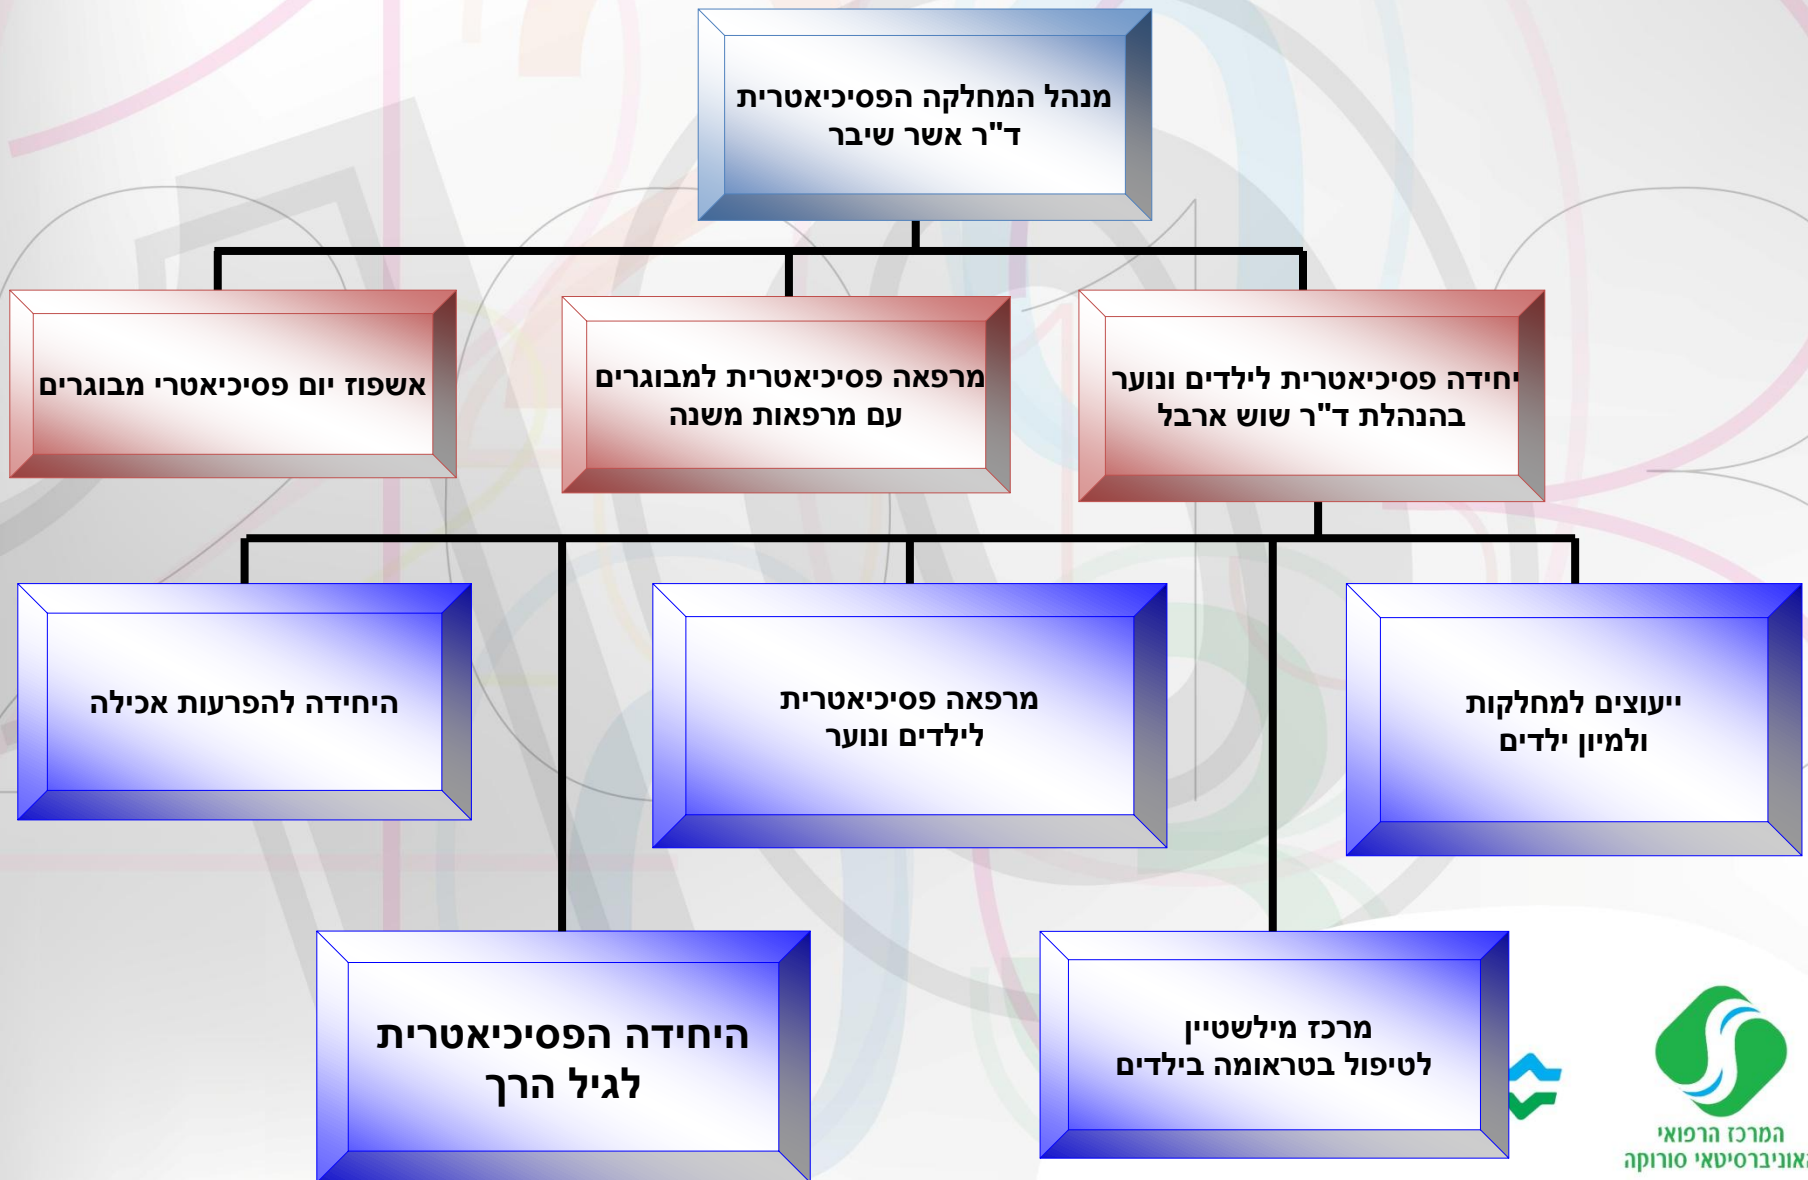 מנהל המחלקה הפסיכיאטרית
ד"ר אשר שיבר
יחידה פסיכיאטרית לילדים ונוער
בהנהלת ד"ר שוש ארבל
מרפאה פסיכיאטרית למבוגרים
עם מרפאות משנה
אשפוז יום פסיכיאטרי מבוגרים
ייעוצים למחלקות
ולמיון ילדים
מרפאה פסיכיאטרית
לילדים ונוער
היחידה להפרעות אכילה
מרכז מילשטיין
לטיפול בטראומה בילדים
היחידה הפסיכיאטרית
לגיל הרך
המרכז הרפואי
האוניברסיטאי סורוקה